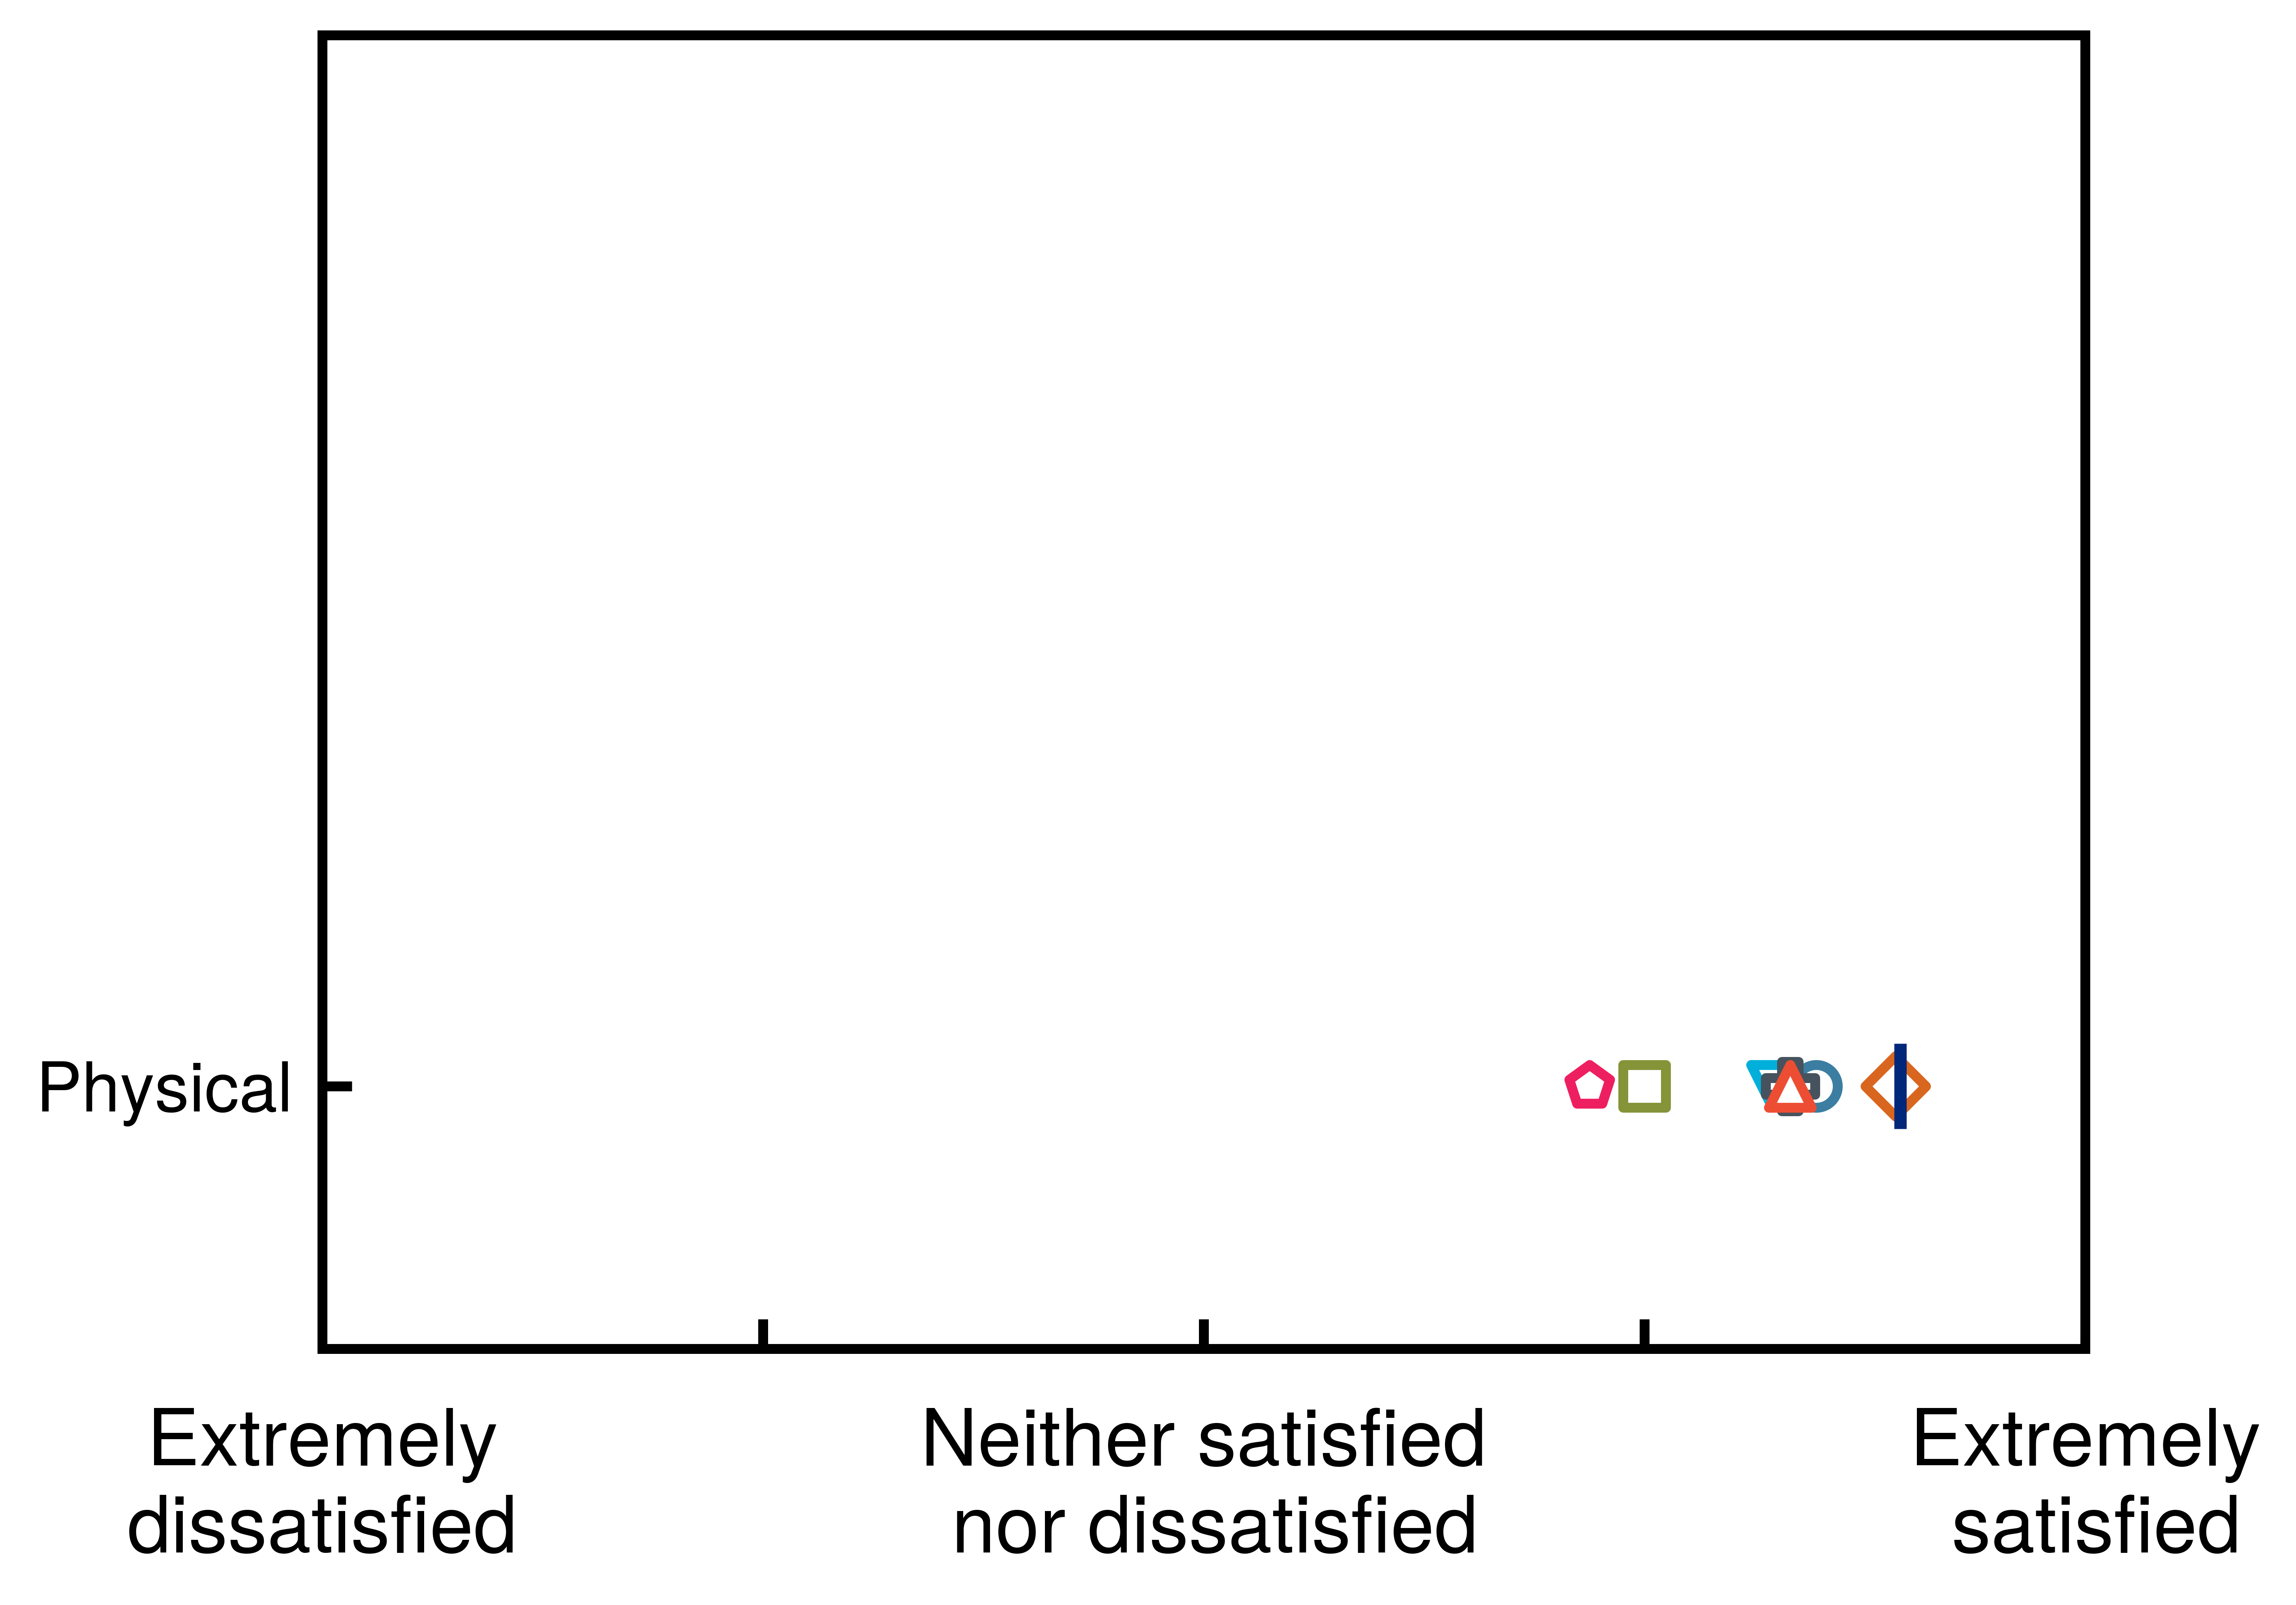 Physical
Extremely
dissatisfied
Neither satisfied
nor dissatisfied
Extremely
satisfied